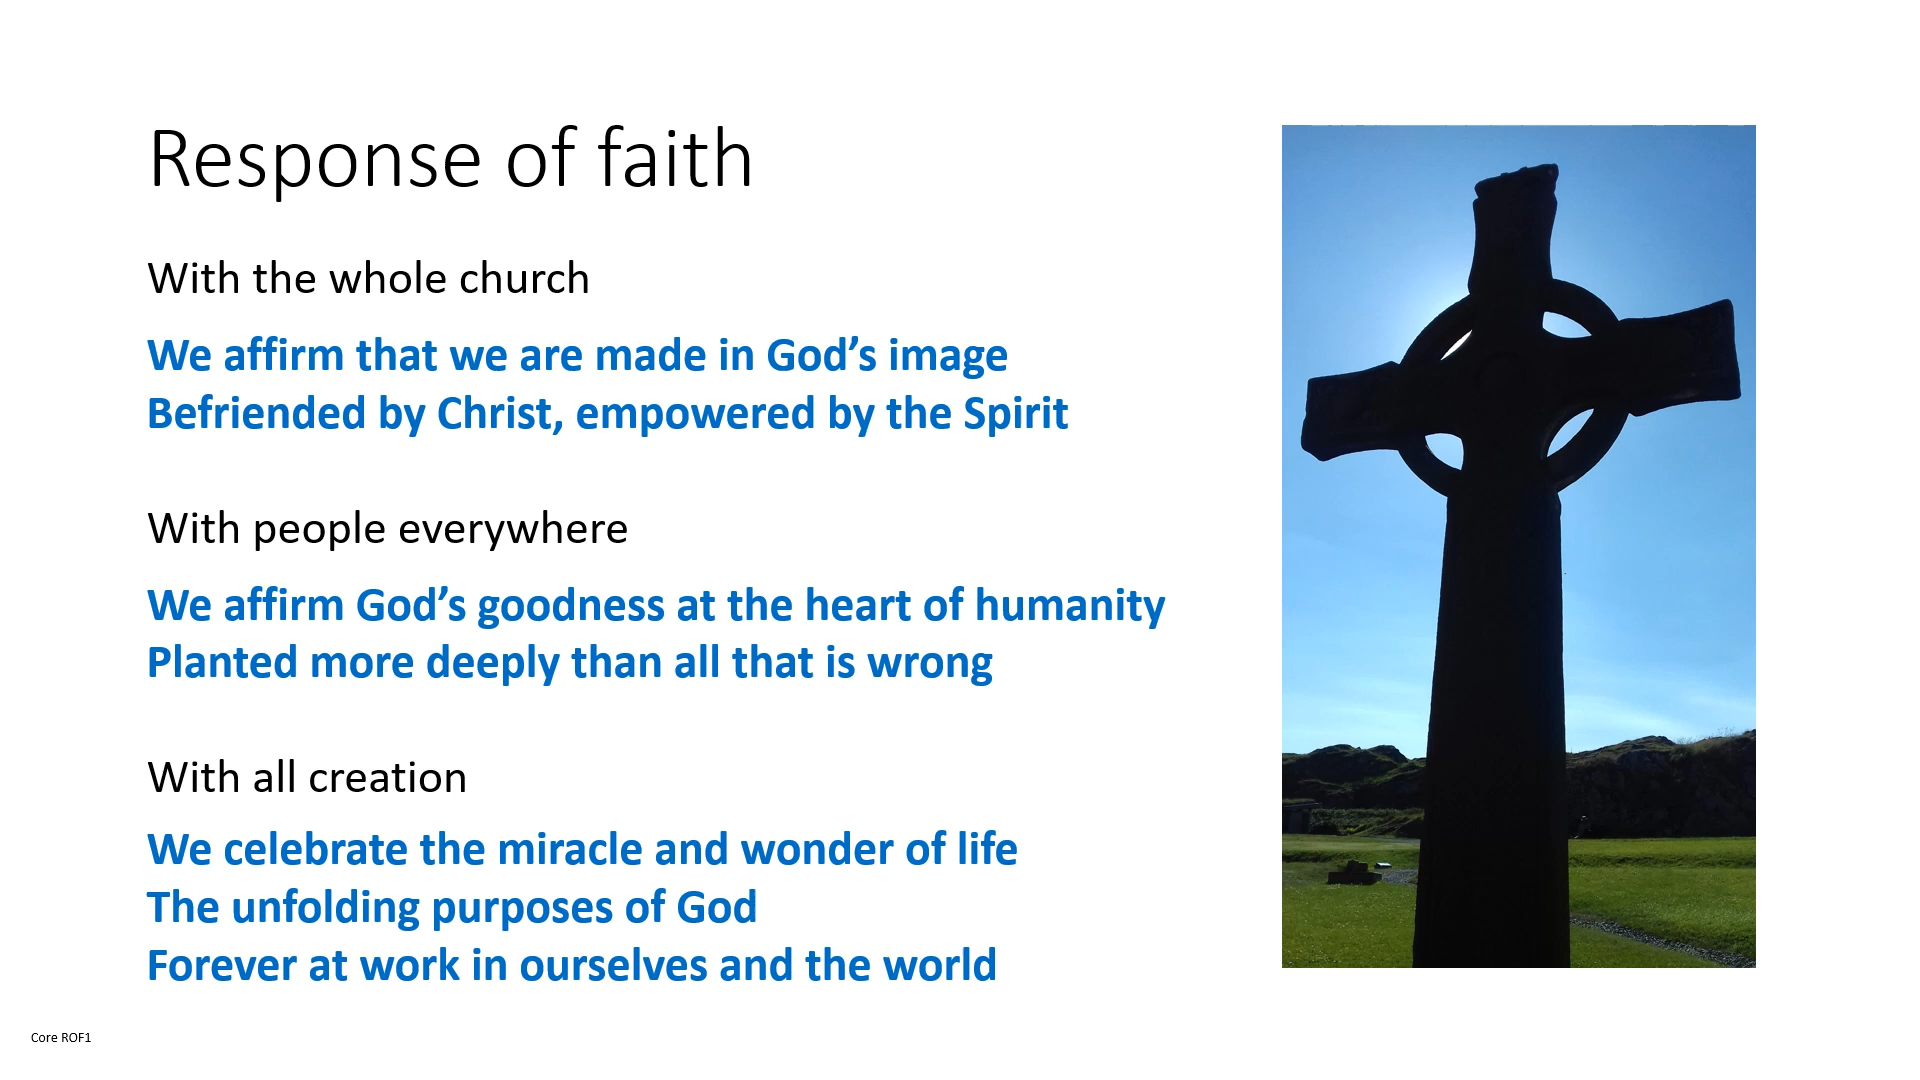 Response of faith
With the whole church
We affirm that we are made in God’s image
Befriended by Christ, empowered by the Spirit
With people everywhere
We affirm God’s goodness at the heart of humanity
Planted more deeply than all that is wrong
With all creation
We celebrate the miracle and wonder of life
The unfolding purposes of God
Forever at work in ourselves and the world
Core ROF1